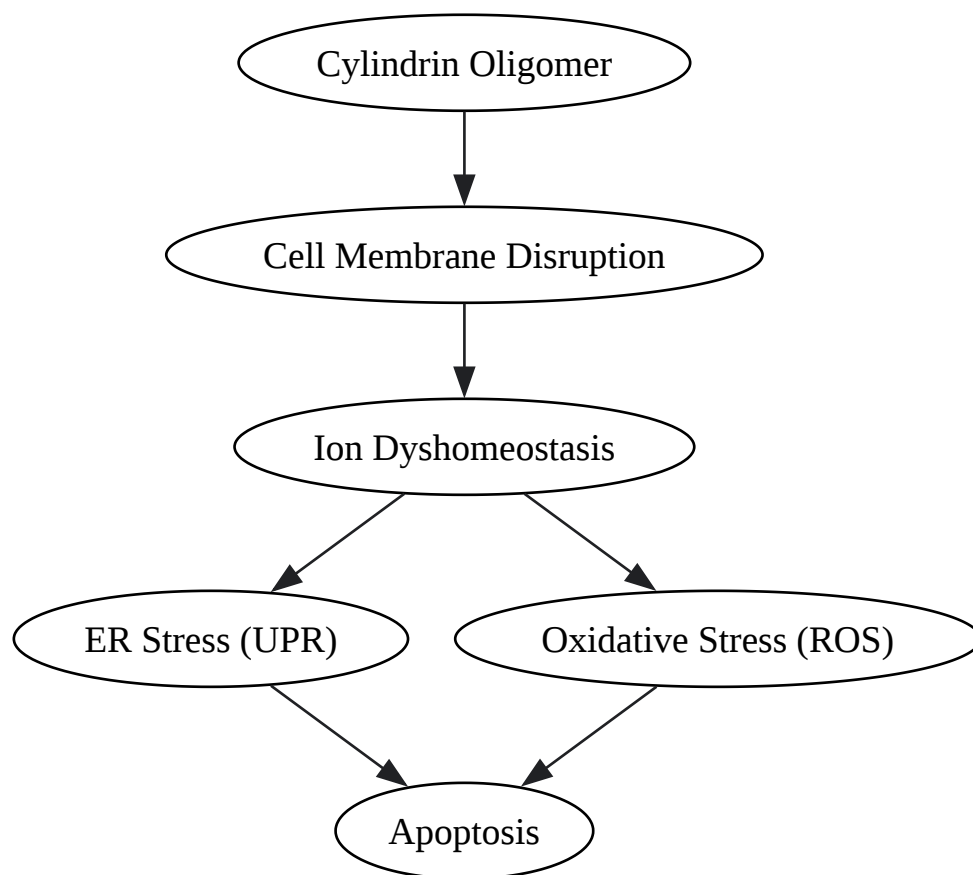 Cylindrin Oligomer
Cell Membrane Disruption
Ion Dyshomeostasis
ER Stress (UPR)
Oxidative Stress (ROS)
Apoptosis